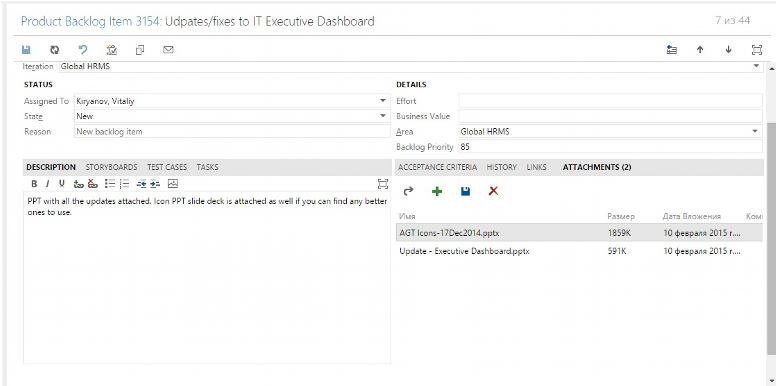 Product Backlog Item 3154: Udpates/fixes to IT Executive Dashboard
7 из 44
Iteration Global HRMS
STATUS
Assigned To Kiryanov, Vitaliy
State New
Reason New backlog item
DETAILS
Effort
Business Value
Area Global HRMS
Backlog Priority 85
DESCRIPTION STORYBOARDS TEST CASES TASKS
B I U
PPT with all the updates attached. Icon PPT slide deck is attached as well if you can find any better
ones to use.
ACCEPTANCE CRITERIA HISTORY LINKS ATTACHMENTS (2)
Имя Размер Дата Вложения Ком
AGT Icons-17Dec2014.pptx 1859K 10 февраля 2015 г....
Update - Executive Dashboard.pptx 591K 10 февраля 2015 г....